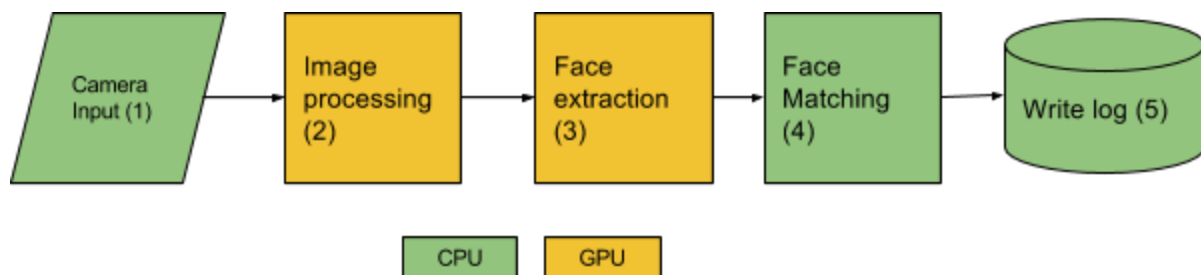 Camera
Input (1)
Image
processing
(2)
Face
extraction
(3)
Face
Matching
(4)
Write log (5)
CPU
GPU